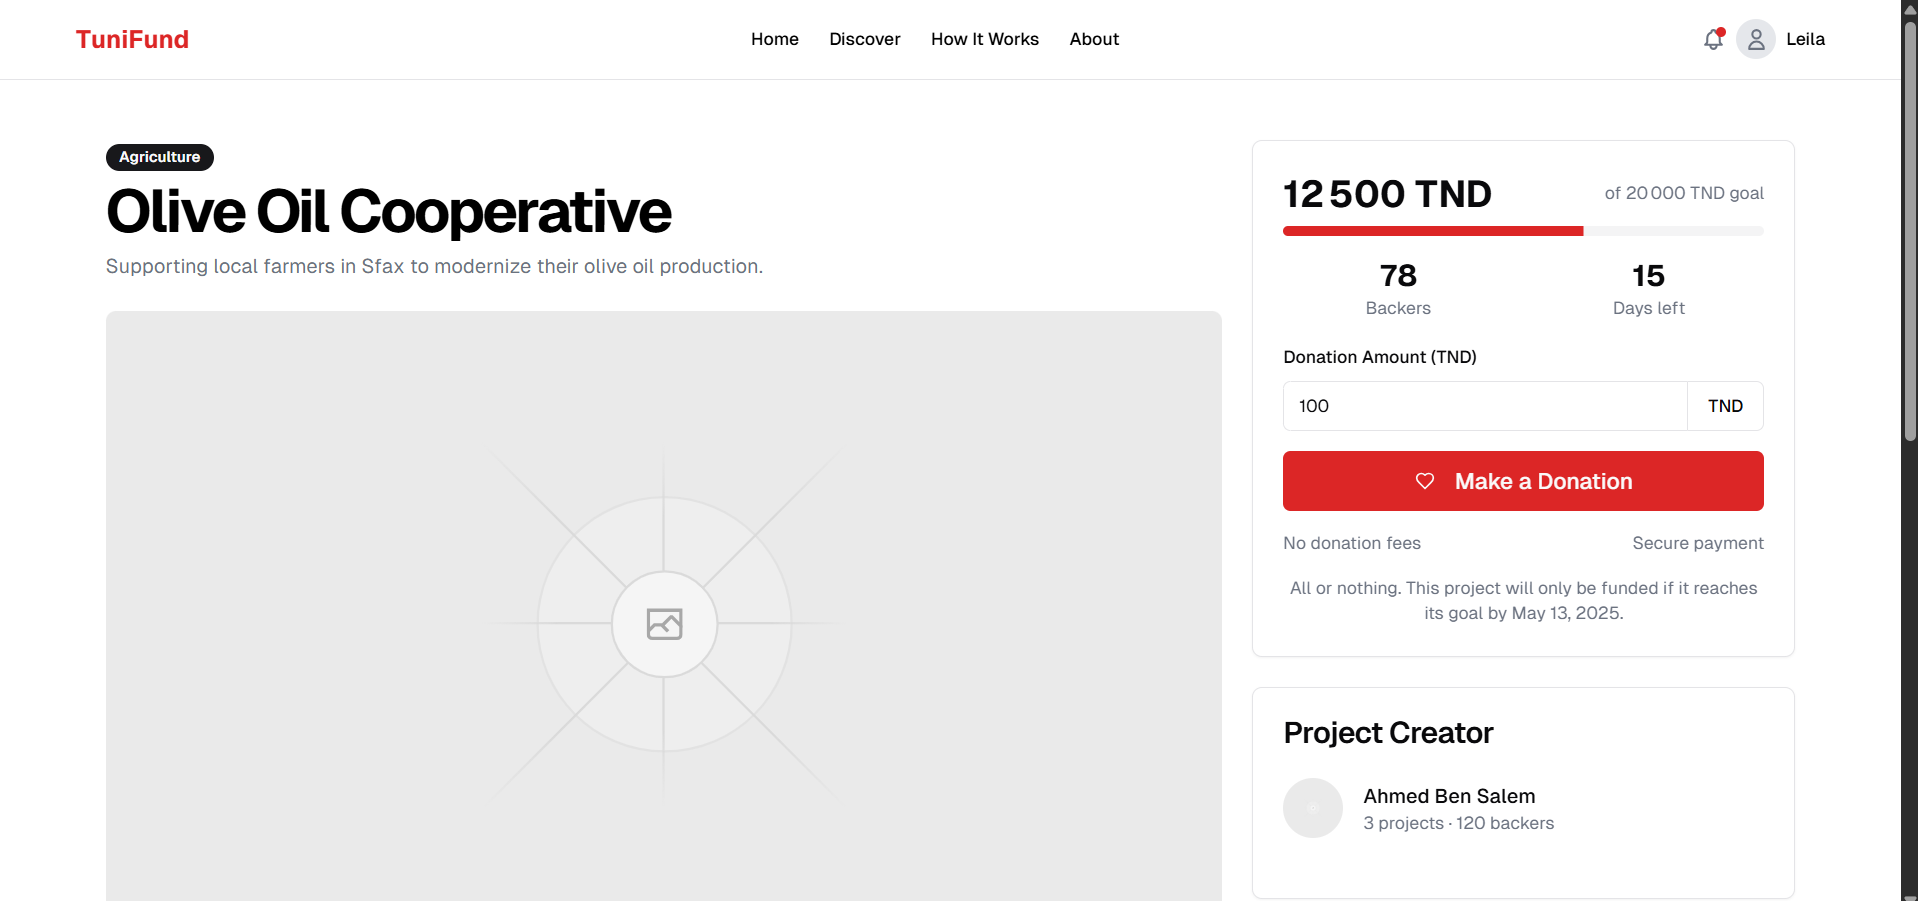 TuniFund
Home
Discover
How It Works
About
Leila
Agriculture
Olive Oil Cooperative
Supporting local farmers in Sfax to modernize their olive oil production.
12 500 TND
of 20 000 TND goal
78
Backers
15
Days left
Donation Amount (TND)
100
TND
Make a Donation
No donation fees
Secure payment
All or nothing. This project will only be funded if it reaches
its goal by May 13, 2025.
Project Creator
Ahmed Ben Salem
3 projects · 120 backers